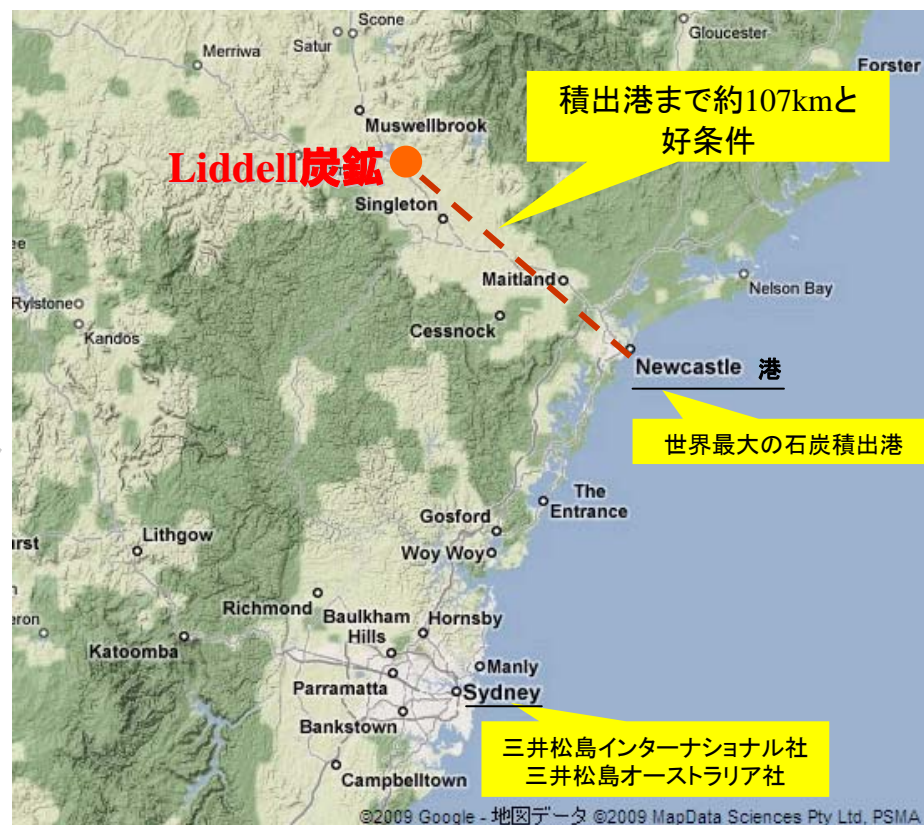 Scone
Satur
Gloucester
Merriwa
Forster
積出港まで約107kmと
好条件
Muswellbrook
Liddell炭鉱
Singleton
Maitland
Nelson Bay
Rylstone
Cessnock
Kandos
Newcastle 港
世界最大の石炭積出港
The
Entrance
Gosford
Lithgow
urst
Woy Woy
Richmond
Baulkham
Hills
Hornsby
Katoomba
Manly
Parramatta
Sydney
Bankstown
三井松島インターナショナル社
三井松島オーストラリア社
Campbelltown
©2009 Google - 地図データ ©2009 MapData Sciences Pty Ltd, PSMA